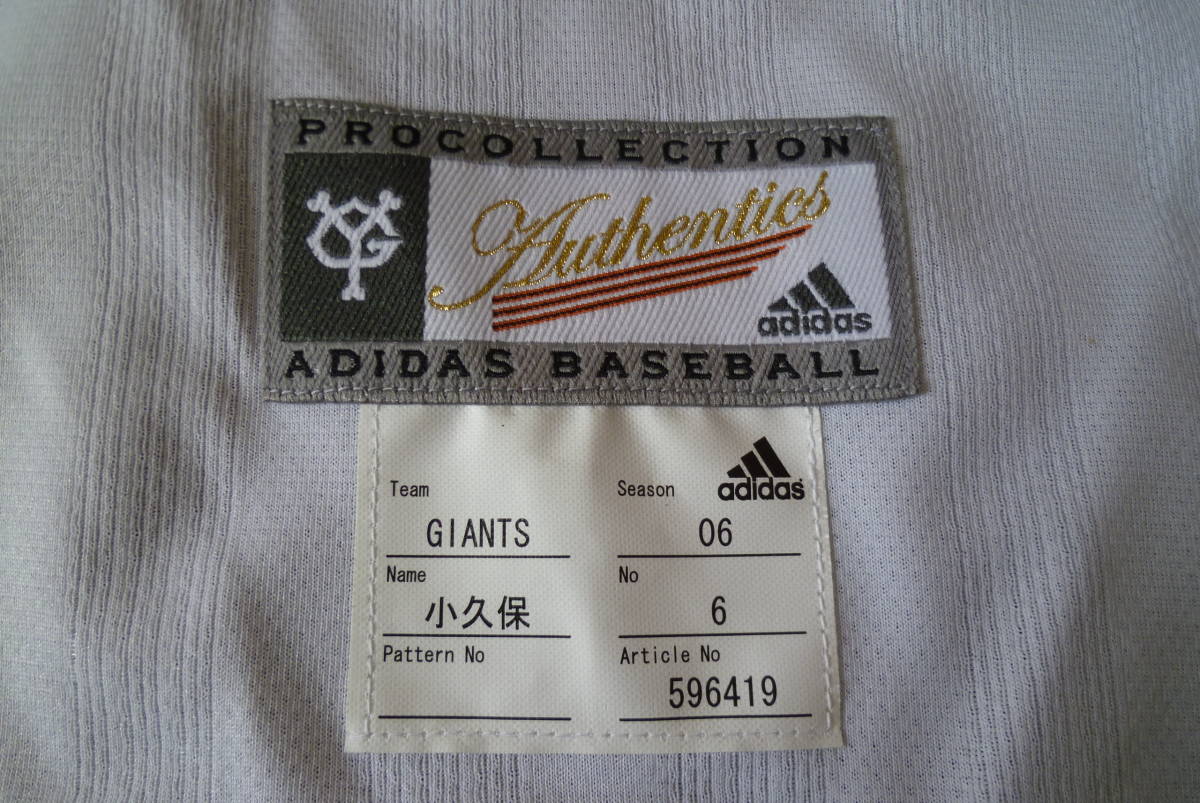 PROCOLLECTION
YG
Authentics
adidas
ADIDAS BASEBALL
adidas
Team Season
GIANTS 06
Name No
小久保 6
Pattern No Article No
596419